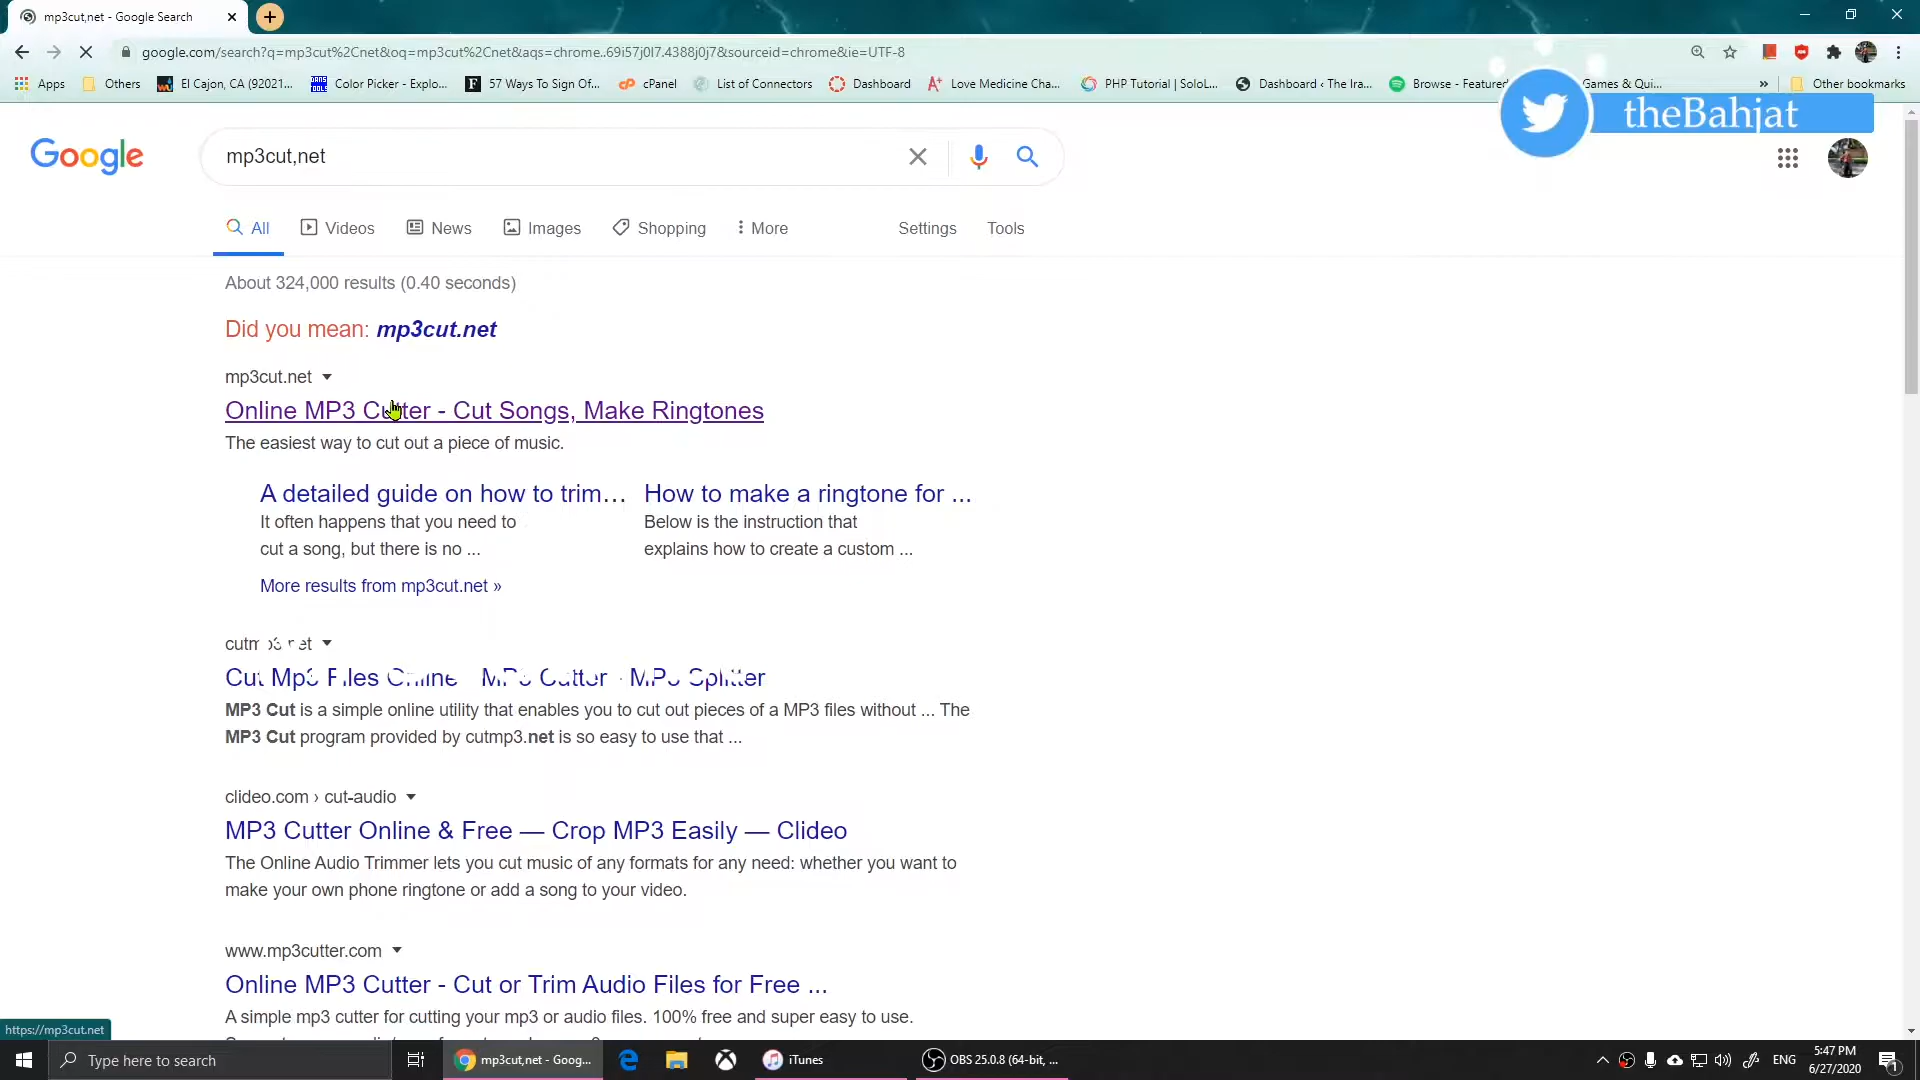 mp3cut,net - Google Search
google.com/search?q=mp3cut%2Cnet&oq=mp3cut%2Cnet&aqs=chrome..69i57j0l7.4388j0j7&sourceid=chrome&ie=UTF-8
Apps Others El Cajon, CA (92021... Color Picker - Explo... 57 Ways To Sign Of... cPanel List of Connectors Dashboard Love Medicine Cha... PHP Tutorial | SoloL... Dashboard ‹ The Ira... Browse - Featured Games & Qui... » Other bookmarks
theBahjat
Google
mp3cut,net
All Videos News Images Shopping More Settings Tools
About 324,000 results (0.40 seconds)
Did you mean: mp3cut.net
mp3cut.net
Online MP3 Cutter - Cut Songs, Make Ringtones
The easiest way to cut out a piece of music.
A detailed guide on how to trim... How to make a ringtone for ...
It often happens that you need to Below is the instruction that
cut a song, but there is no ... explains how to create a custom ...
More results from mp3cut.net »
cutmp3.net
Cut Mp3 Files Online - MP3 Cutter - MP3 Splitter
MP3 Cut is a simple online utility that enables you to cut out pieces of a MP3 files without ... The
MP3 Cut program provided by cutmp3.net is so easy to use that ...
clideo.com › cut-audio
MP3 Cutter Online & Free — Crop MP3 Easily — Clideo
The Online Audio Trimmer lets you cut music of any formats for any need: whether you want to
make your own phone ringtone or add a song to your video.
www.mp3cutter.com
Online MP3 Cutter - Cut or Trim Audio Files for Free ...
A simple mp3 cutter for cutting your mp3 or audio files. 100% free and super easy to use.
https://mp3cut.net
Type here to search mp3cut,net - Goog... iTunes OBS 25.0.8 (64-bit, ... ENG 5:47 PM
6/27/2020